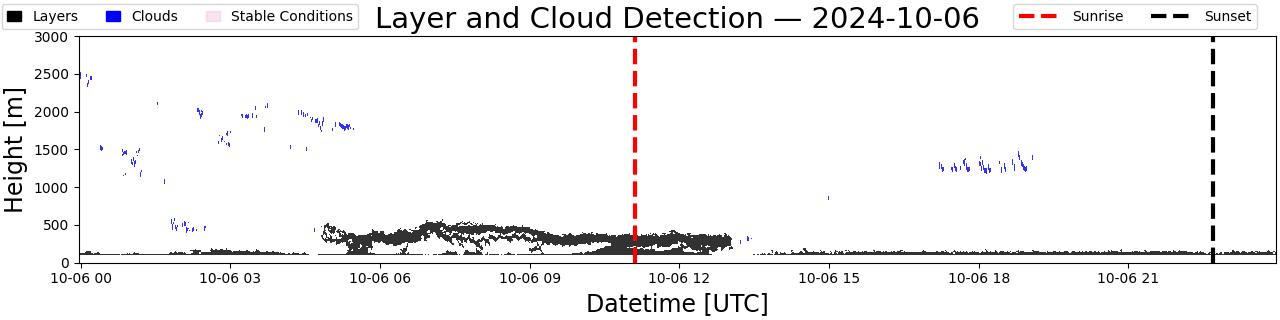 Layers Clouds Stable Conditions
Layer and Cloud Detection — 2024-10-06
Sunrise Sunset
Height [m]
3000
2500
2000
1500
1000
500
0
10-06 00 10-06 03 10-06 06 10-06 09 10-06 12 10-06 15 10-06 18 10-06 21
Datetime [UTC]